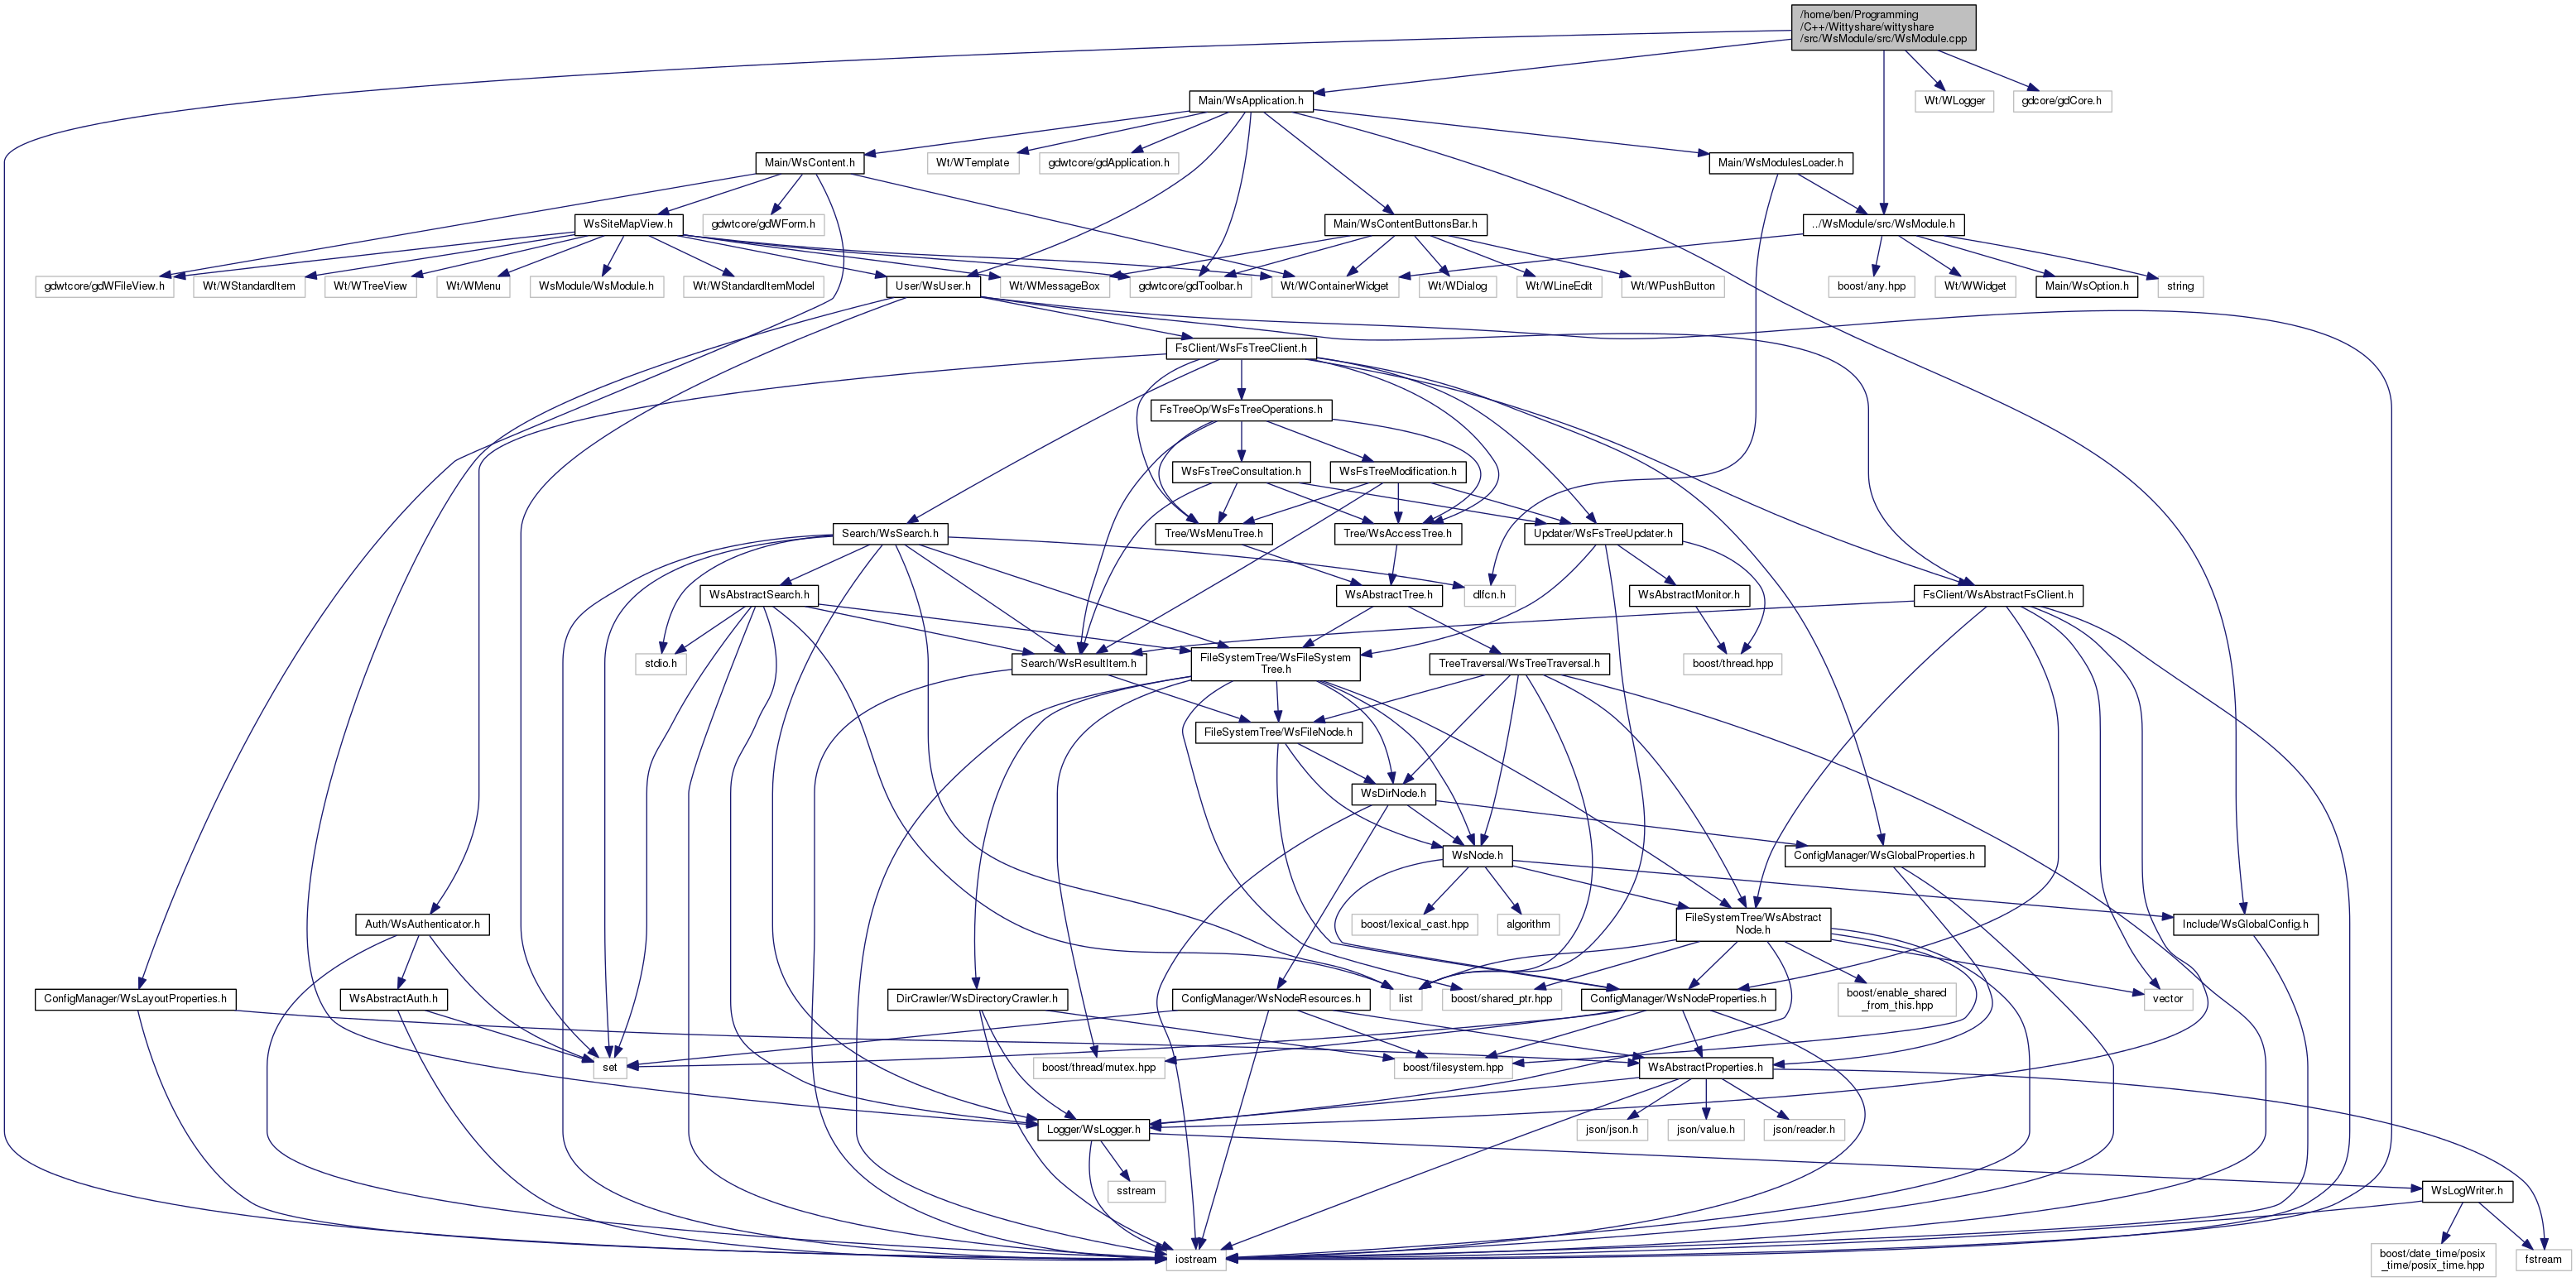 /home/ben/Programming
/C++/Wittyshare/wittyshare
/src/WsModule/src/WsModule.cpp
Main/WsApplication.h
Wt/WLogger
gdcore/gdCore.h
Main/WsContent.h
Wt/WTemplate
gdwtcore/gdApplication.h
Main/WsModulesLoader.h
WsSiteMapView.h
gdwtcore/gdWForm.h
Main/WsContentButtonsBar.h
../WsModule/src/WsModule.h
gdwtcore/gdWFileView.h
Wt/WStandardItem
Wt/WTreeView
Wt/WMenu
WsModule/WsModule.h
Wt/WStandardItemModel
User/WsUser.h
Wt/WMessageBox
gdwtcore/gdToolbar.h
Wt/WContainerWidget
Wt/WDialog
Wt/WLineEdit
Wt/WPushButton
boost/any.hpp
Wt/WWidget
Main/WsOption.h
string
FsClient/WsFsTreeClient.h
FsTreeOp/WsFsTreeOperations.h
WsFsTreeConsultation.h
WsFsTreeModification.h
Search/WsSearch.h
Tree/WsMenuTree.h
Tree/WsAccessTree.h
Updater/WsFsTreeUpdater.h
WsAbstractSearch.h
dlfcn.h
WsAbstractTree.h
WsAbstractMonitor.h
FsClient/WsAbstractFsClient.h
stdio.h
Search/WsResultItem.h
FileSystemTree/WsFileSystem
Tree.h
TreeTraversal/WsTreeTraversal.h
boost/thread.hpp
FileSystemTree/WsFileNode.h
WsDirNode.h
WsNode.h
ConfigManager/WsGlobalProperties.h
Auth/WsAuthenticator.h
boost/lexical_cast.hpp
algorithm
FileSystemTree/WsAbstract
Node.h
Include/WsGlobalConfig.h
ConfigManager/WsLayoutProperties.h
WsAbstractAuth.h
DirCrawler/WsDirectoryCrawler.h
ConfigManager/WsNodeResources.h
list
boost/shared_ptr.hpp
ConfigManager/WsNodeProperties.h
boost/enable_shared
_from_this.hpp
vector
set
boost/thread/mutex.hpp
boost/filesystem.hpp
WsAbstractProperties.h
Logger/WsLogger.h
json/json.h
json/value.h
json/reader.h
sstream
WsLogWriter.h
iostream
boost/date_time/posix
_time/posix_time.hpp
fstream